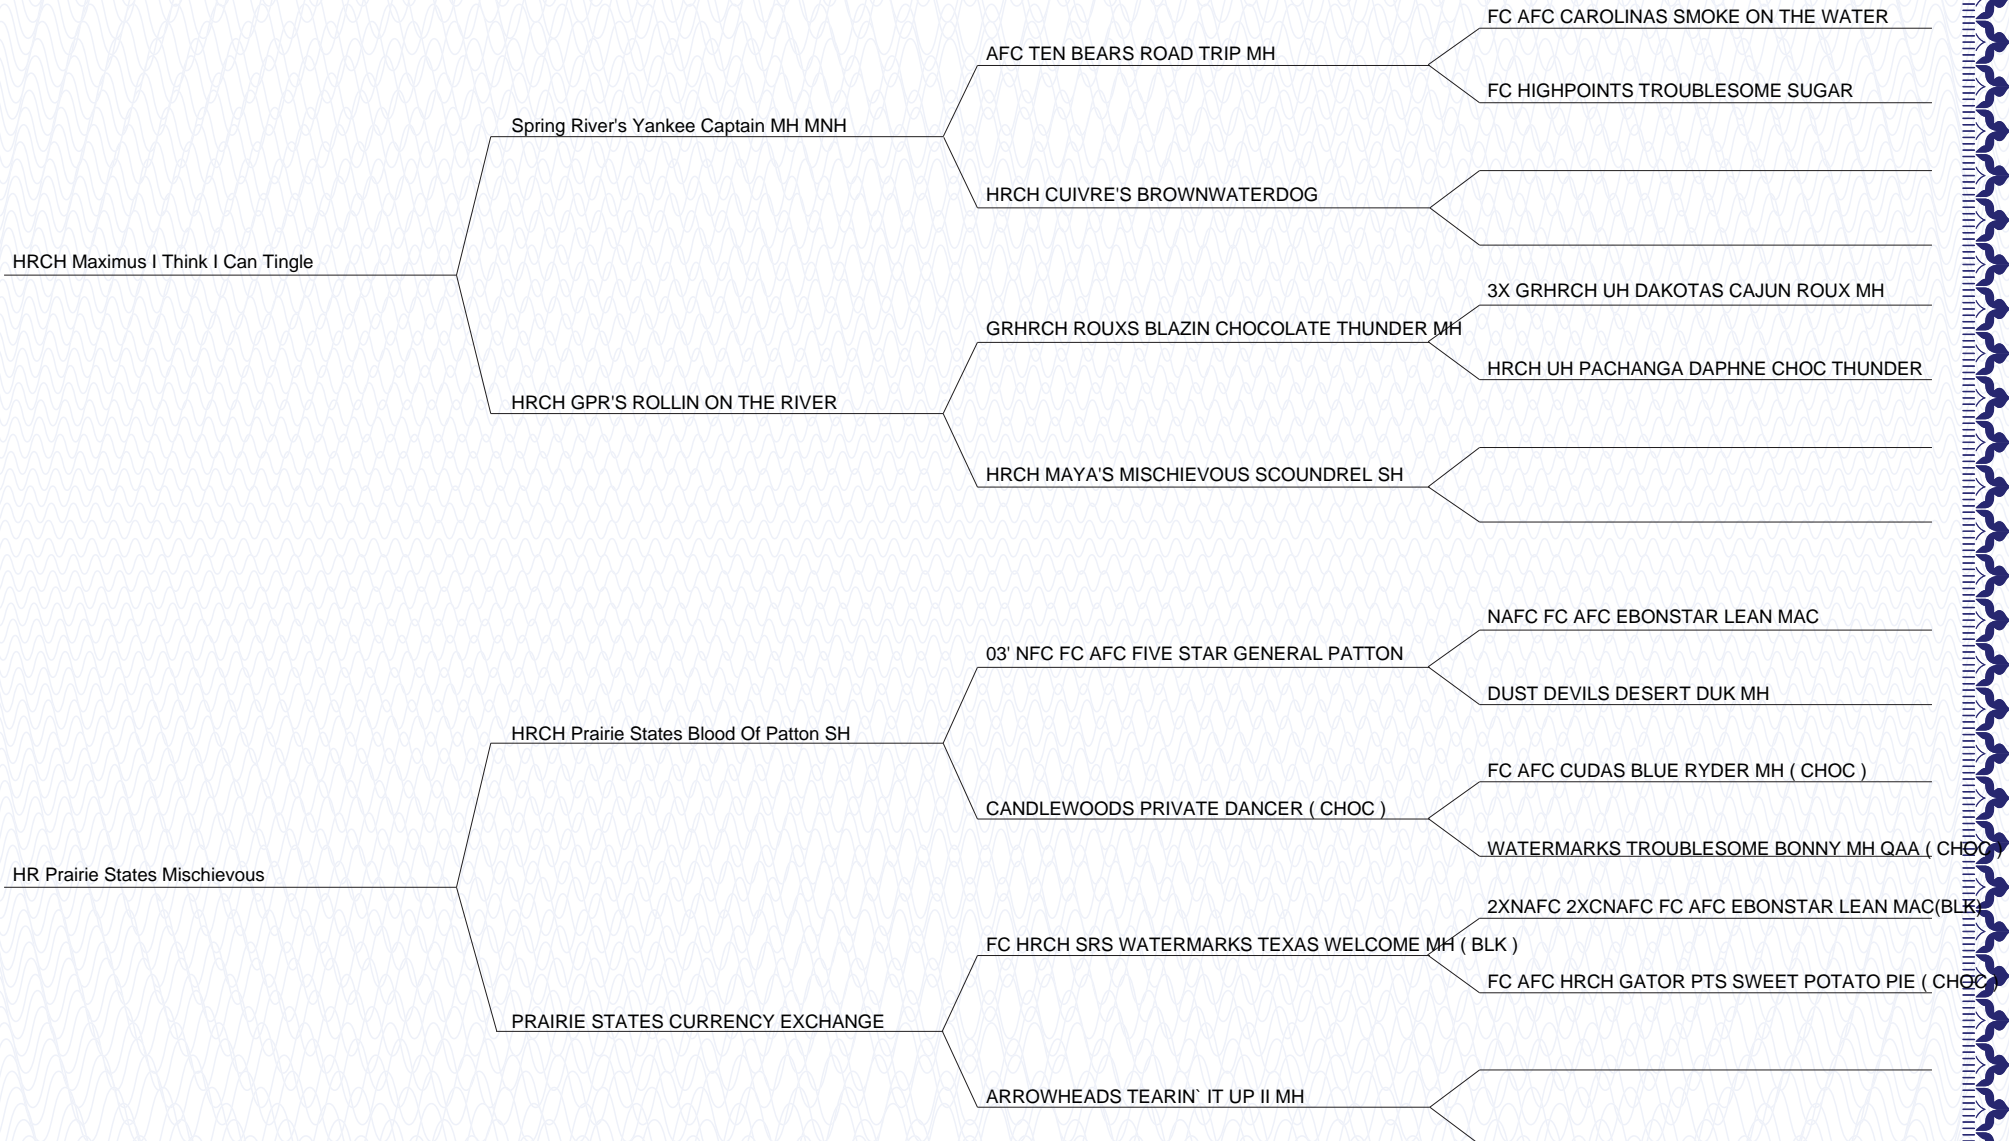 FC AFC CAROLINAS SMOKE ON THE WATER
AFC TEN BEARS ROAD TRIP MH
FC HIGHPOINTS TROUBLESOME SUGAR
Spring River's Yankee Captain MH MNH
HRCH CUIVRE'S BROWNWATERDOG
HRCH Maximus I Think I Can Tingle
3X GRHRCH UH DAKOTAS CAJUN ROUX MH
GRHRCH ROUXS BLAZIN CHOCOLATE THUNDER MH
HRCH UH PACHANGA DAPHNE CHOC THUNDER
HRCH GPR'S ROLLIN ON THE RIVER
HRCH MAYA'S MISCHIEVOUS SCOUNDREL SH
NAFC FC AFC EBONSTAR LEAN MAC
03' NFC FC AFC FIVE STAR GENERAL PATTON
DUST DEVILS DESERT DUK MH
HRCH Prairie States Blood Of Patton SH
FC AFC CUDAS BLUE RYDER MH ( CHOC )
CANDLEWOODS PRIVATE DANCER ( CHOC )
WATERMARKS TROUBLESOME BONNY MH QAA ( CHOC )
HR Prairie States Mischievous
2XNAFC 2XCNAFC FC AFC EBONSTAR LEAN MAC(BLK)
FC HRCH SRS WATERMARKS TEXAS WELCOME MH ( BLK )
FC AFC HRCH GATOR PTS SWEET POTATO PIE ( CHOC )
PRAIRIE STATES CURRENCY EXCHANGE
ARROWHEADS TEARIN` IT UP II MH